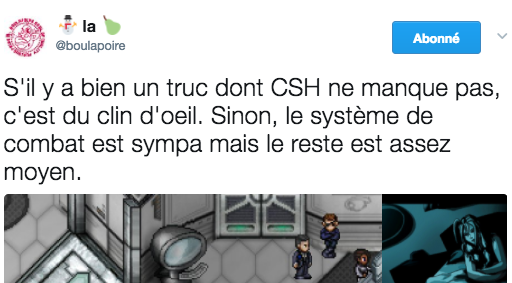 la
@boulapoire
Abonné
S'il y a bien un truc dont CSH ne manque pas,
c'est du clin d'oeil. Sinon, le système de
combat est sympa mais le reste est assez
moyen.